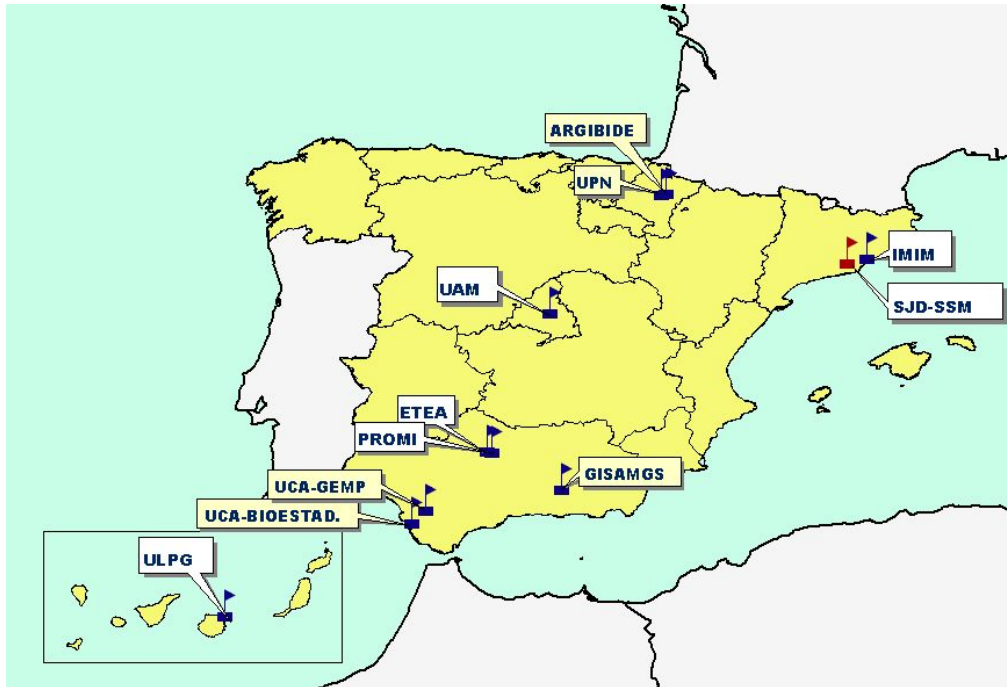 ARGIBIDE
UPN
IMIM
UAM
SJD-SSM
ETEA
PROMI
GISAMGS
UCA-GEMP
UCA-BIOESTAD.
ULPG